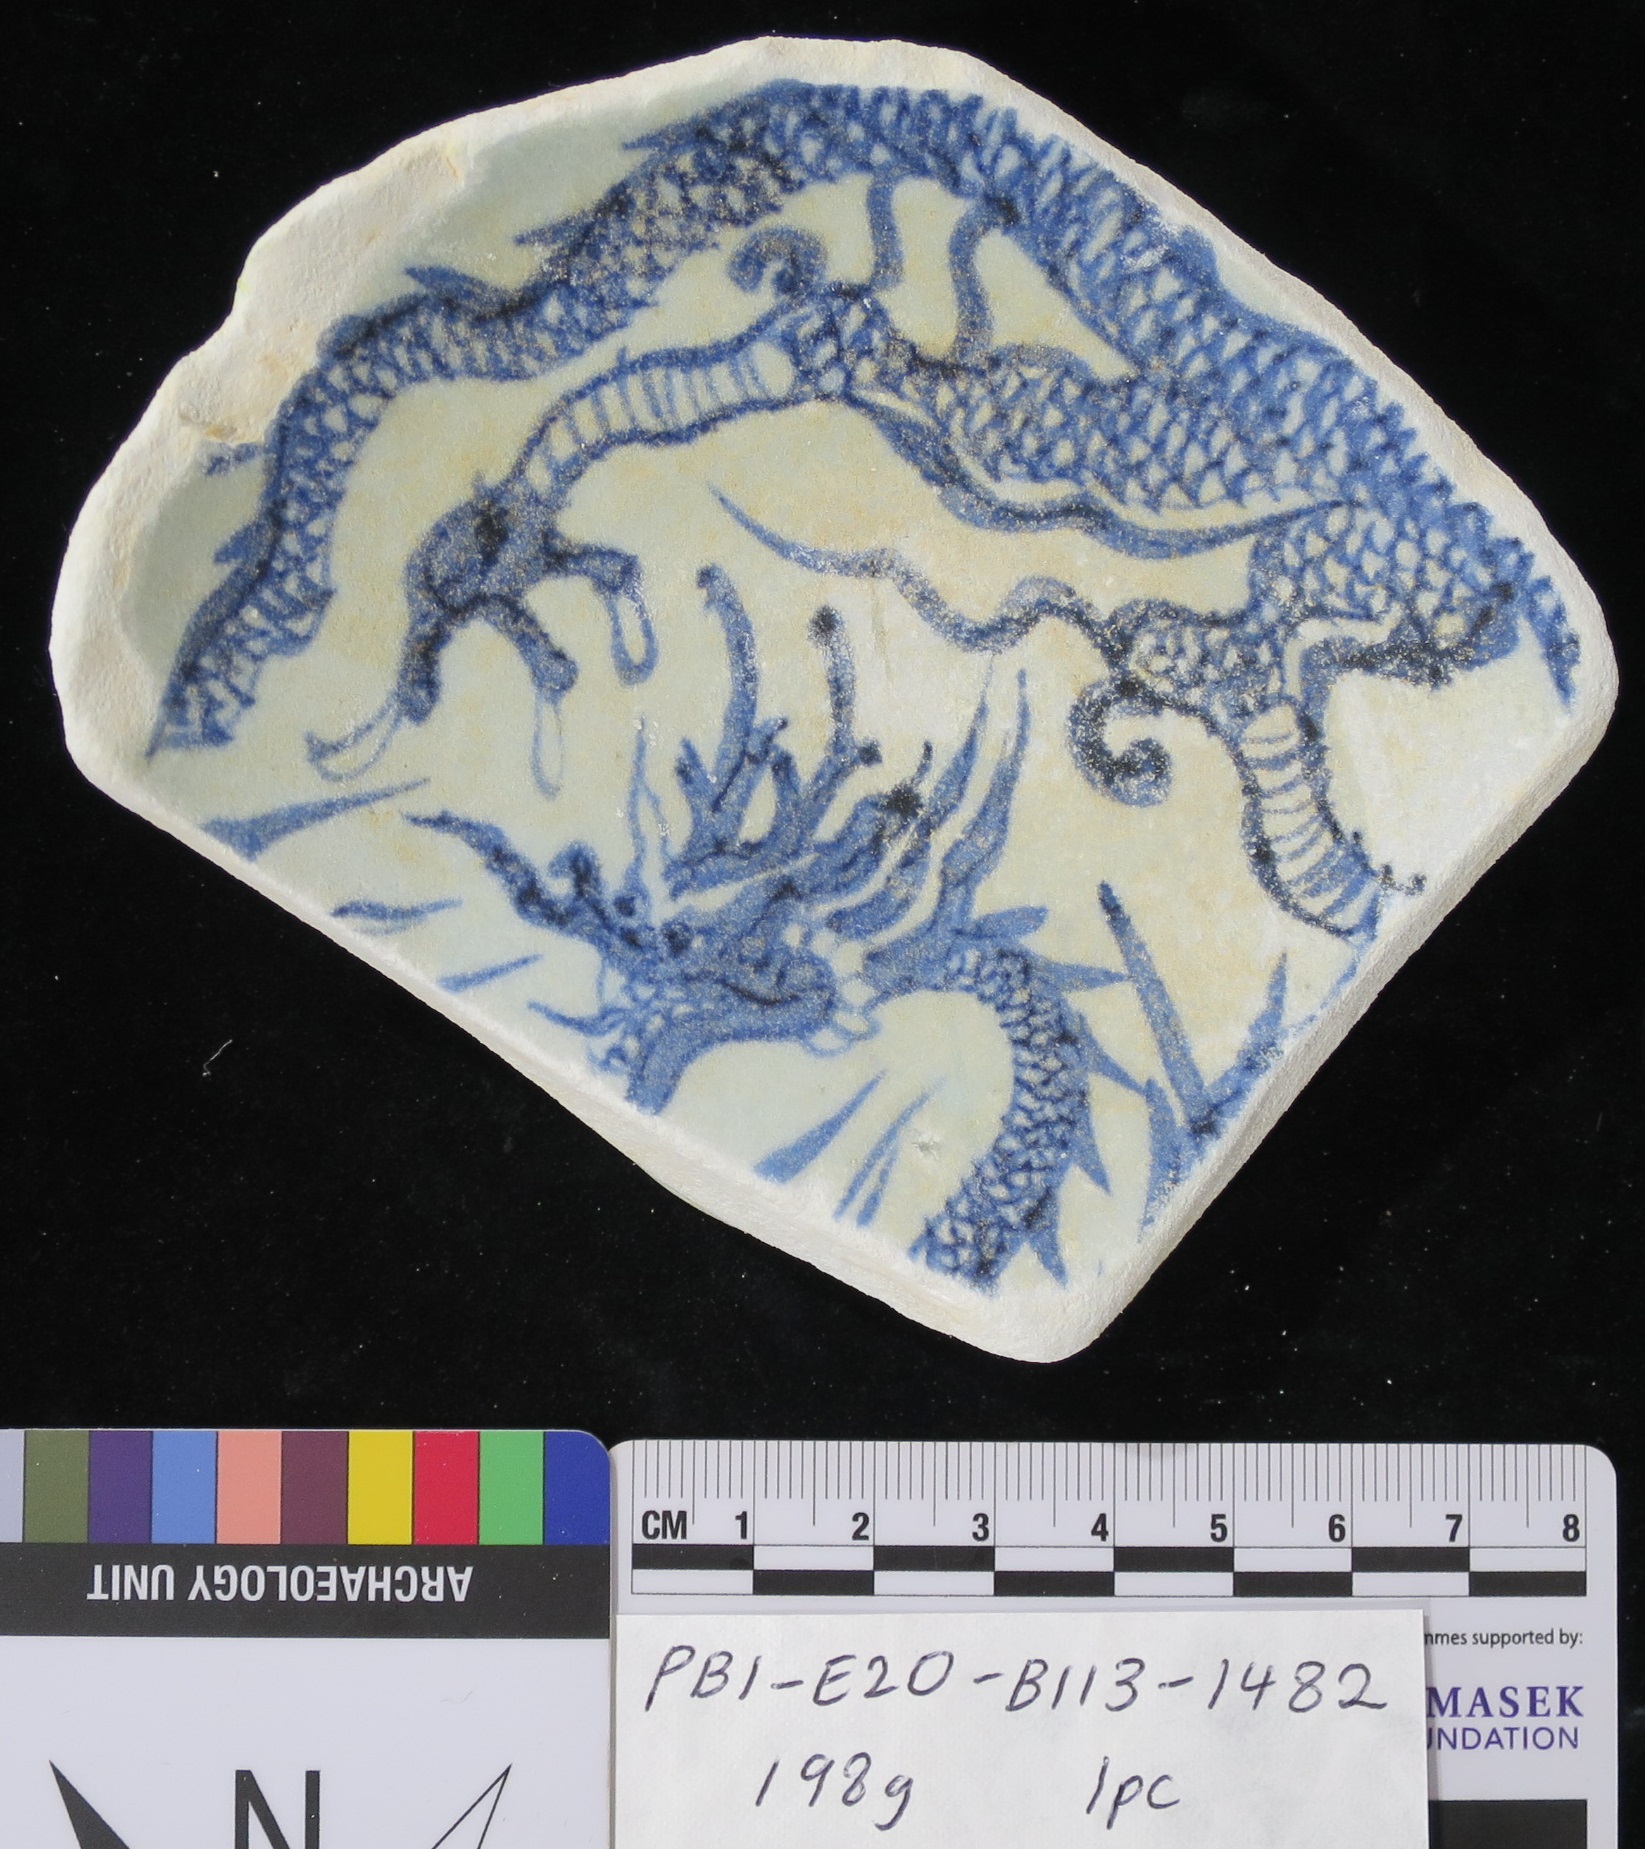 ARCHAEOLOGY UNIT
CM 1 2 3 4 5 6 7 8
mmes supported by:
MASEK
UNDATION
N
PB1-E20-B113-1482
198g 1pc